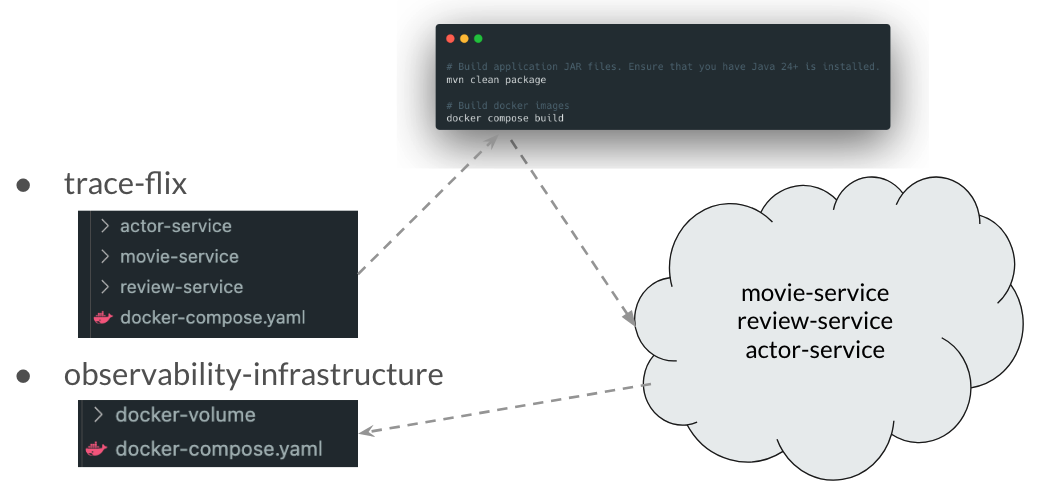 # Build application JAR files. Ensure that you have Java 24+ is installed.
mvn clean package
# Build docker images
docker compose build
trace-flix
actor-service
movie-service
review-service
docker-compose.yaml
observability-infrastructure
docker-volume
docker-compose.yaml
movie-service
review-service
actor-service